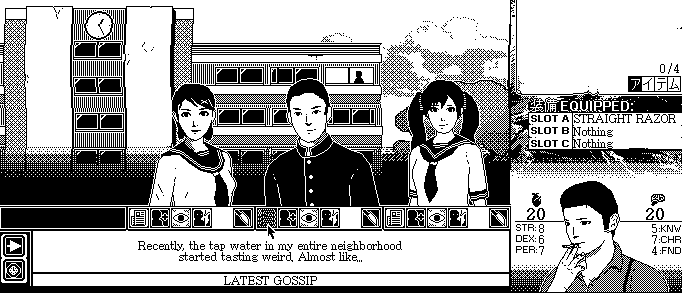 0/4
アイテム
装備 EQUIPPED:
SLOT A STRAIGHT RAZOR
SLOT B Nothing
SLOT C Nothing
20
20
STR:8
5:KNW
DEX:6
7:CHR
PER:7
4:FND
Recently, the tap water in my entire neighborhood
started tasting weird. Almost like...
LATEST GOSSIP